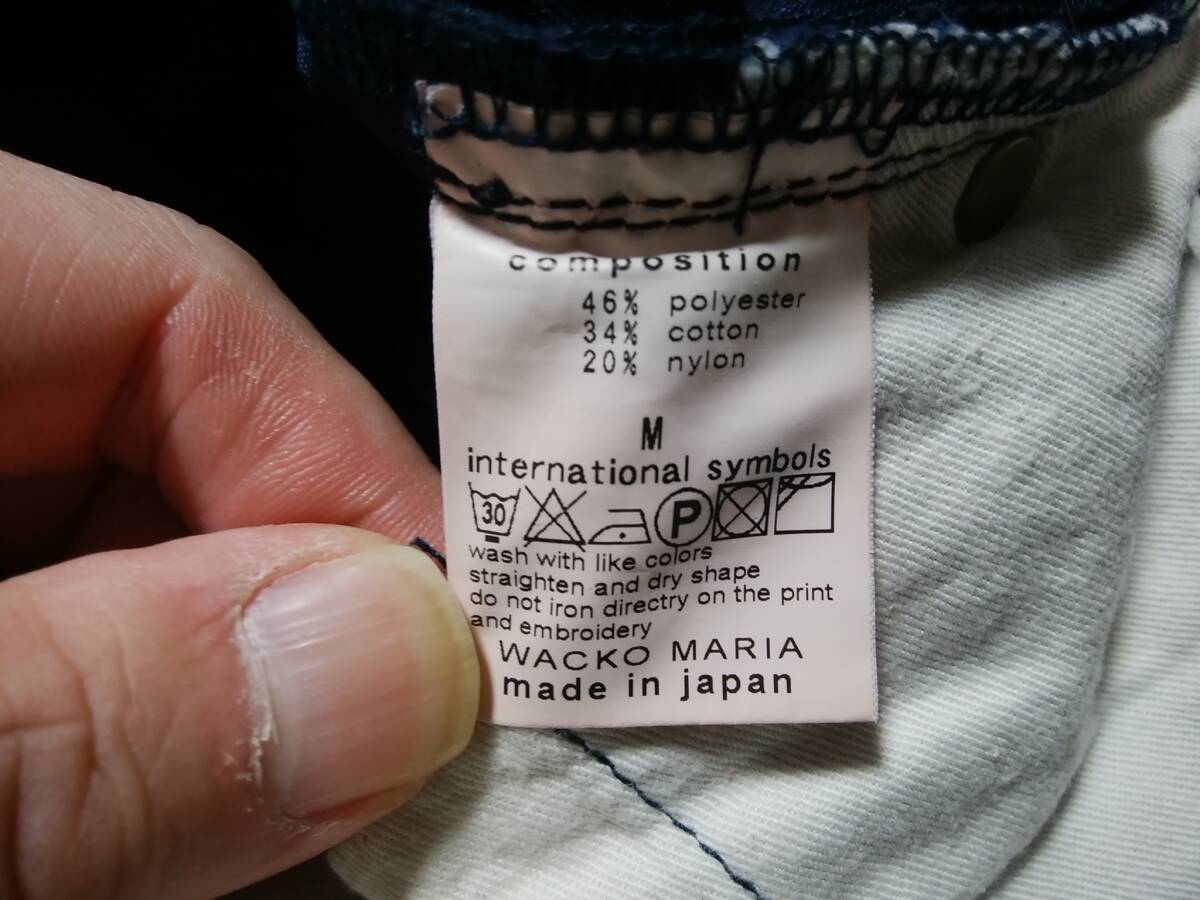 composition
46% polyester
34% cotton
20% nylon
M
international symbols
30 P
wash with like colors
straighten and dry shape
do not iron directry on the print
and embroidery
WACKO MARIA
made in japan